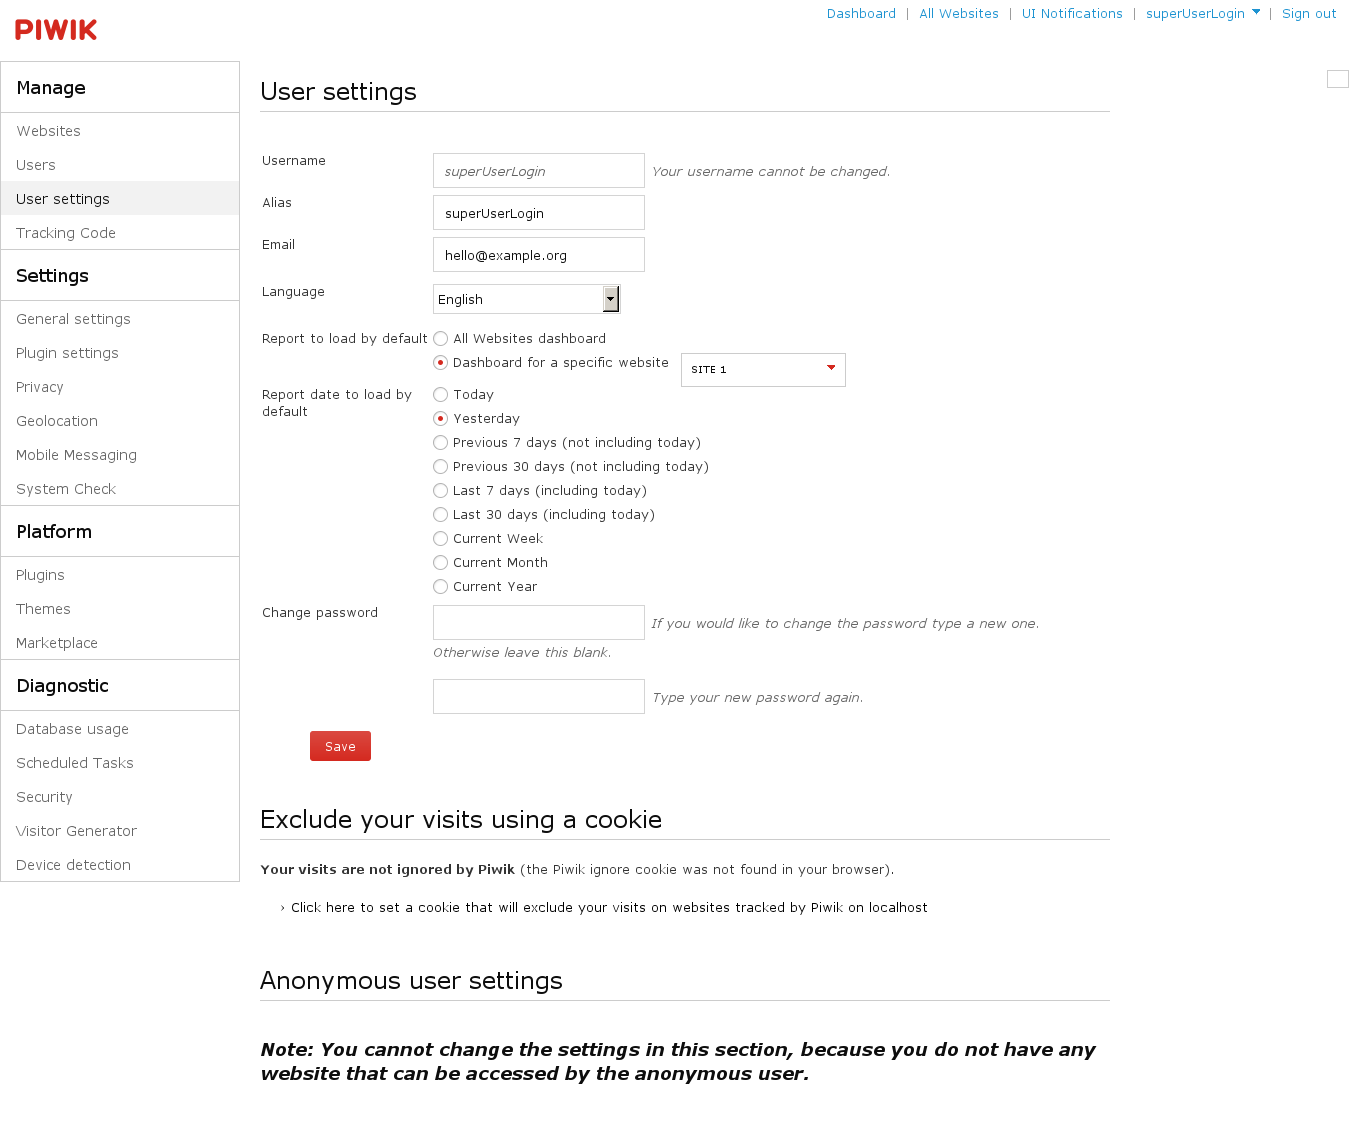 PIWIK
Dashboard | All Websites | UI Notifications | superUserLogin | Sign out
Manage
Websites
Users
User settings
Tracking Code
Settings
General settings
Plugin settings
Privacy
Geolocation
Mobile Messaging
System Check
Platform
Plugins
Themes
Marketplace
Diagnostic
Database usage
Scheduled Tasks
Security
Visitor Generator
Device detection
User settings
Username superUserLogin Your username cannot be changed.
Alias superUserLogin
Email hello@example.org
Language English
Report to load by default All Websites dashboard
Dashboard for a specific website SITE 1
Report date to load by default Today
Yesterday
Previous 7 days (not including today)
Previous 30 days (not including today)
Last 7 days (including today)
Last 30 days (including today)
Current Week
Current Month
Current Year
Change password If you would like to change the password type a new one.
Otherwise leave this blank.
Type your new password again.
Save
Exclude your visits using a cookie
Your visits are not ignored by Piwik (the Piwik ignore cookie was not found in your browser).
› Click here to set a cookie that will exclude your visits on websites tracked by Piwik on localhost
Anonymous user settings
Note: You cannot change the settings in this section, because you do not have any
website that can be accessed by the anonymous user.